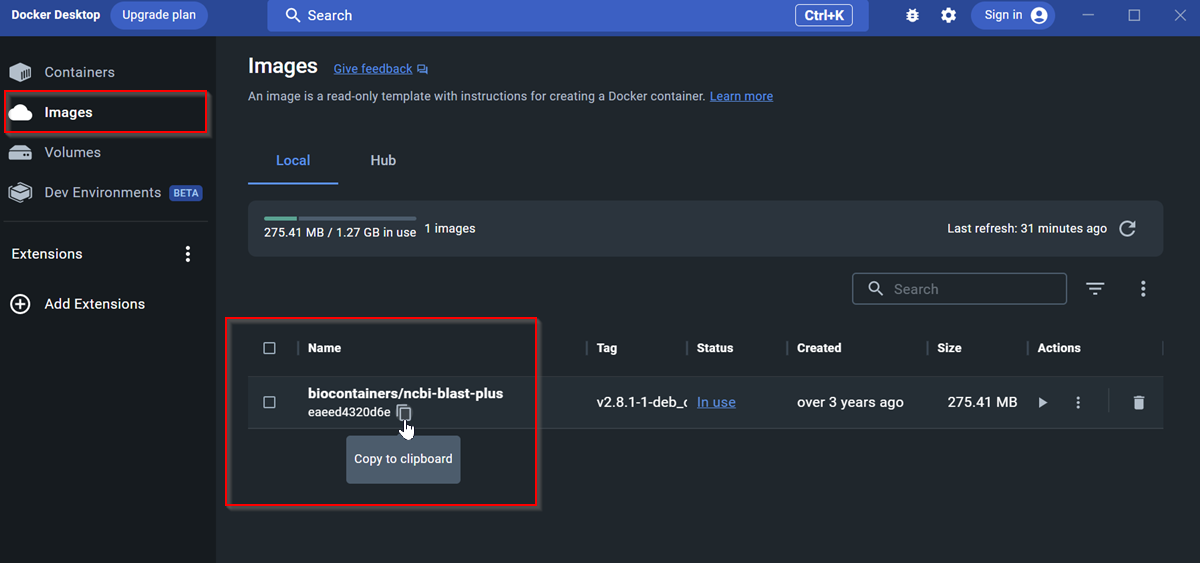 Docker Desktop Upgrade plan Search Ctrl+K Sign in
Containers
Images
Volumes
Dev Environments BETA
Extensions
Add Extensions
Images Give feedback
An image is a read-only template with instructions for creating a Docker container. Learn more
Local Hub
275.41 MB / 1.27 GB in use 1 images Last refresh: 31 minutes ago
Search
Name Tag Status Created Size Actions
biocontainers/ncbi-blast-plus
eaeed4320d6e
v2.8.1-1-deb_c In use over 3 years ago 275.41 MB
Copy to clipboard